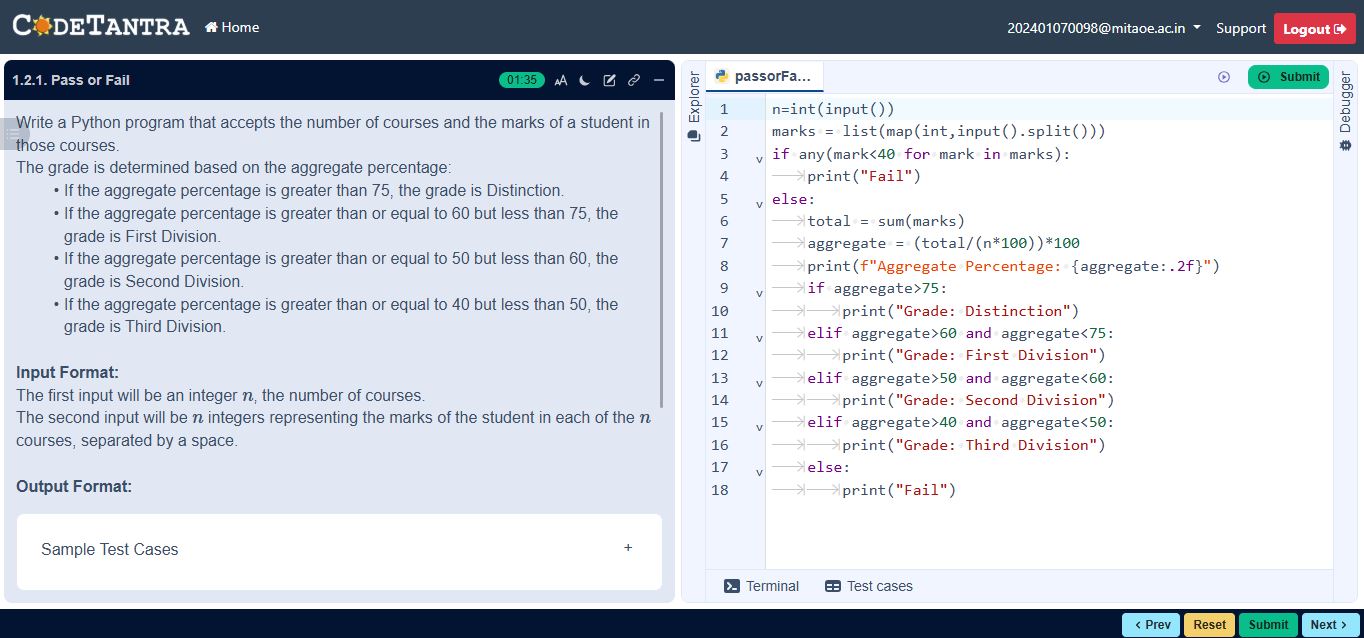 CODETANTRA Home 202401070098@mitaoe.ac.in Support Logout
1.2.1. Pass or Fail 01:35 AA
Write a Python program that accepts the number of courses and the marks of a student in
those courses.
The grade is determined based on the aggregate percentage:
• If the aggregate percentage is greater than 75, the grade is Distinction.
• If the aggregate percentage is greater than or equal to 60 but less than 75, the
grade is First Division.
• If the aggregate percentage is greater than or equal to 50 but less than 60, the
grade is Second Division.
• If the aggregate percentage is greater than or equal to 40 but less than 50, the
grade is Third Division.
Input Format:
The first input will be an integer n, the number of courses.
The second input will be n integers representing the marks of the student in each of the n
courses, separated by a space.
Output Format:
Sample Test Cases +
Explorer
passorFa...
Submit
Debugger
1 n=int(input())
2 marks = list(map(int,input().split()))
3 if any(mark<40 for mark in marks):
4 print("Fail")
5 else:
6 total = sum(marks)
7 aggregate = (total/(n*100))*100
8 print(f"Aggregate Percentage: {aggregate:.2f}")
9 if aggregate>75:
10 print("Grade: Distinction")
11 elif aggregate>60 and aggregate<75:
12 print("Grade: First Division")
13 elif aggregate>50 and aggregate<60:
14 print("Grade: Second Division")
15 elif aggregate>40 and aggregate<50:
16 print("Grade: Third Division")
17 else:
18 print("Fail")
Terminal Test cases
‹ Prev Reset Submit Next ›